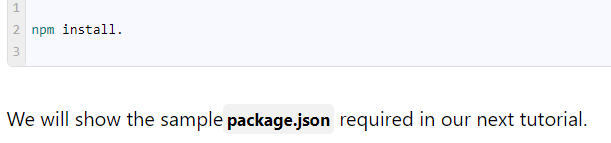 1
2 npm install.
3
We will show the sample package.json required in our next tutorial.